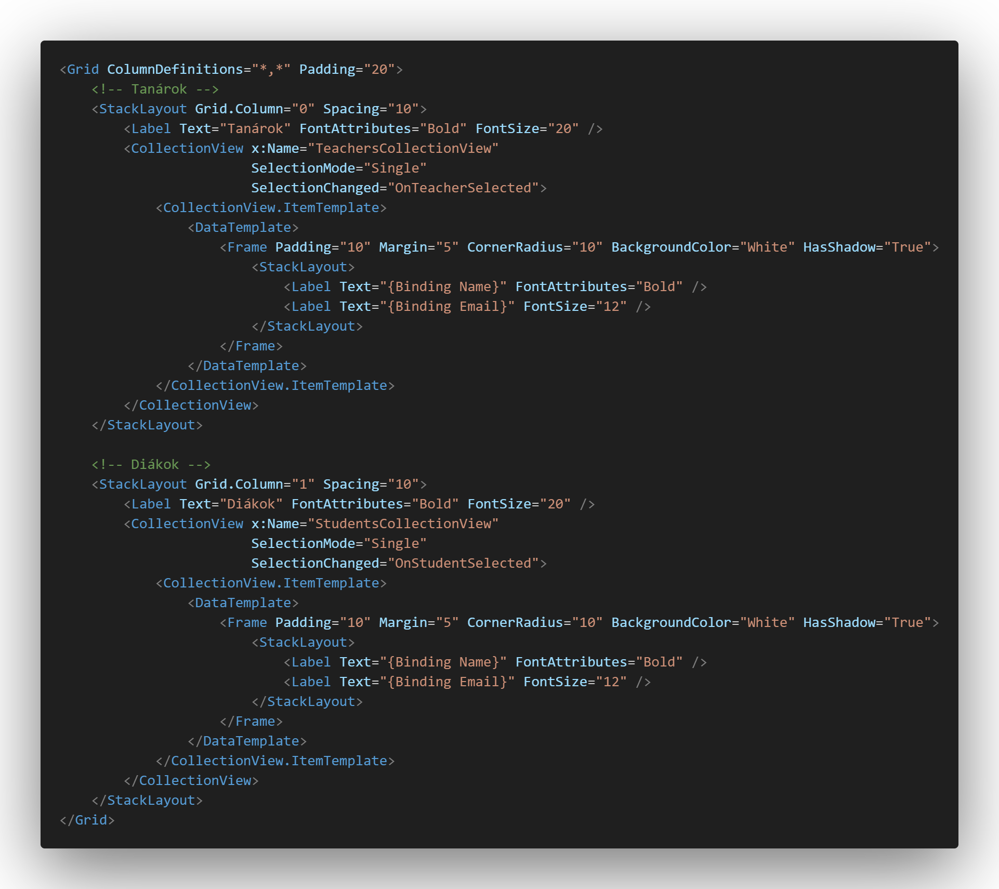 <Grid ColumnDefinitions="*,*" Padding="20">
    <!-- Tanárok -->
    <StackLayout Grid.Column="0" Spacing="10">
        <Label Text="Tanárok" FontAttributes="Bold" FontSize="20" />
        <CollectionView x:Name="TeachersCollectionView"
                        SelectionMode="Single"
                        SelectionChanged="OnTeacherSelected">
            <CollectionView.ItemTemplate>
                <DataTemplate>
                    <Frame Padding="10" Margin="5" CornerRadius="10" BackgroundColor="White" HasShadow="True">
                        <StackLayout>
                            <Label Text="{Binding Name}" FontAttributes="Bold" />
                            <Label Text="{Binding Email}" FontSize="12" />
                        </StackLayout>
                    </Frame>
                </DataTemplate>
            </CollectionView.ItemTemplate>
        </CollectionView>
    </StackLayout>

    <!-- Diákok -->
    <StackLayout Grid.Column="1" Spacing="10">
        <Label Text="Diákok" FontAttributes="Bold" FontSize="20" />
        <CollectionView x:Name="StudentsCollectionView"
                        SelectionMode="Single"
                        SelectionChanged="OnStudentSelected">
            <CollectionView.ItemTemplate>
                <DataTemplate>
                    <Frame Padding="10" Margin="5" CornerRadius="10" BackgroundColor="White" HasShadow="True">
                        <StackLayout>
                            <Label Text="{Binding Name}" FontAttributes="Bold" />
                            <Label Text="{Binding Email}" FontSize="12" />
                        </StackLayout>
                    </Frame>
                </DataTemplate>
            </CollectionView.ItemTemplate>
        </CollectionView>
    </StackLayout>
</Grid>